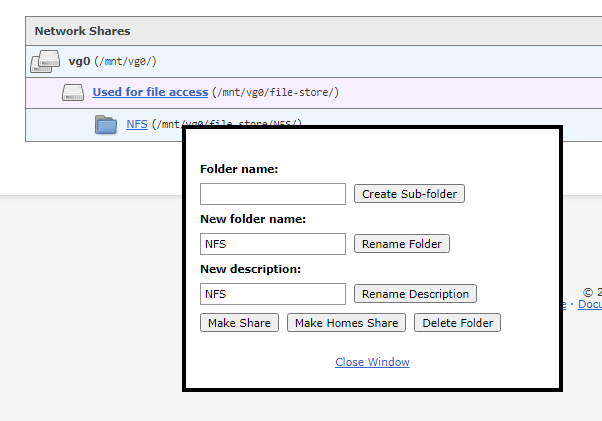 Network Shares
vg0 (/mnt/vg0/)
Used for file access (/mnt/vg0/file-store/)
NFS (/mnt/vg0/file-store/NFS/)
Folder name:
Create Sub-folder
New folder name:
NFS Rename Folder
New description:
NFS Rename Description
Make Share Make Homes Share Delete Folder
Close Window
© 2
e · Docu